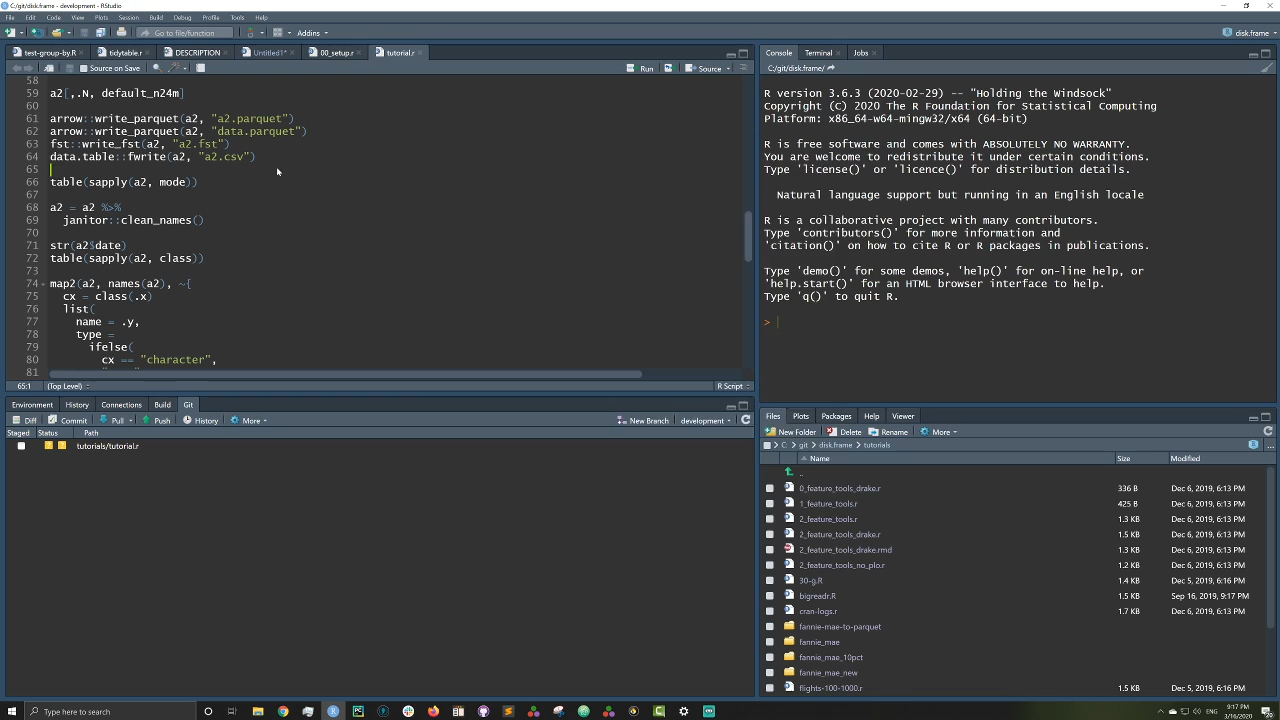 C:/git/disk.frame - development - RStudio
File Edit Code View Plots Session Build Debug Profile Tools Help
Go to file/function Addins disk.frame
test-group-by.R tidytable.r DESCRIPTION Untitled1* 00_setup.r tutorial.r
Source on Save Run Source
58
59 a2[,.N, default_n24m]
60
61 arrow::write_parquet(a2, "a2.parquet")
62 arrow::write_parquet(a2, "data.parquet")
63 fst::write_fst(a2, "a2.fst")
64 data.table::fwrite(a2, "a2.csv")
65
66 table(sapply(a2, mode))
67
68 a2 = a2 %>%
69 janitor::clean_names()
70
71 str(a2$date)
72 table(sapply(a2, class))
73
74 map2(a2, names(a2), ~{
75 cx = class(.x)
76 list(
77 name = .y,
78 type =
79 ifelse(
80 cx == "character",
81
65:1 (Top Level) R Script
Environment History Connections Build Git
Diff Commit Pull Push History More New Branch development
Staged Status Path
tutorials/tutorial.r
Console Terminal Jobs
C:/git/disk.frame/
R version 3.6.3 (2020-02-29) -- "Holding the Windsock"
Copyright (C) 2020 The R Foundation for Statistical Computing
Platform: x86_64-w64-mingw32/x64 (64-bit)
R is free software and comes with ABSOLUTELY NO WARRANTY.
You are welcome to redistribute it under certain conditions.
Type 'license()' or 'licence()' for distribution details.
Natural language support but running in an English locale
R is a collaborative project with many contributors.
Type 'contributors()' for more information and
'citation()' on how to cite R or R packages in publications.
Type 'demo()' for some demos, 'help()' for on-line help, or
'help.start()' for an HTML browser interface to help.
Type 'q()' to quit R.
>
Files Plots Packages Help Viewer
New Folder Delete Rename More
C: git disk.frame tutorials
Name Size Modified
..
0_feature_tools_drake.r 336 B Dec 6, 2019, 6:13 PM
1_feature_tools.r 425 B Dec 6, 2019, 6:13 PM
2_feature_tools.r 1.3 KB Dec 6, 2019, 6:13 PM
2_feature_tools_drake.r 1.5 KB Dec 6, 2019, 6:13 PM
2_feature_tools_drake.rmd 1.3 KB Dec 6, 2019, 6:13 PM
2_feature_tools_no_plo.r 1.2 KB Dec 6, 2019, 6:13 PM
30-g.R 1.4 KB Dec 5, 2019, 6:16 PM
bigreadr.R 1.5 KB Sep 16, 2019, 9:17 PM
cran-logs.r 1.7 KB Dec 6, 2019, 6:13 PM
fannie-mae-to-parquet
fannie_mae
fannie_mae_10pct
fannie_mae_new
flights-100-1000.r 1.5 KB Dec 5, 2019, 6:16 PM
Type here to search
ENG 9:17 PM
3/16/2020